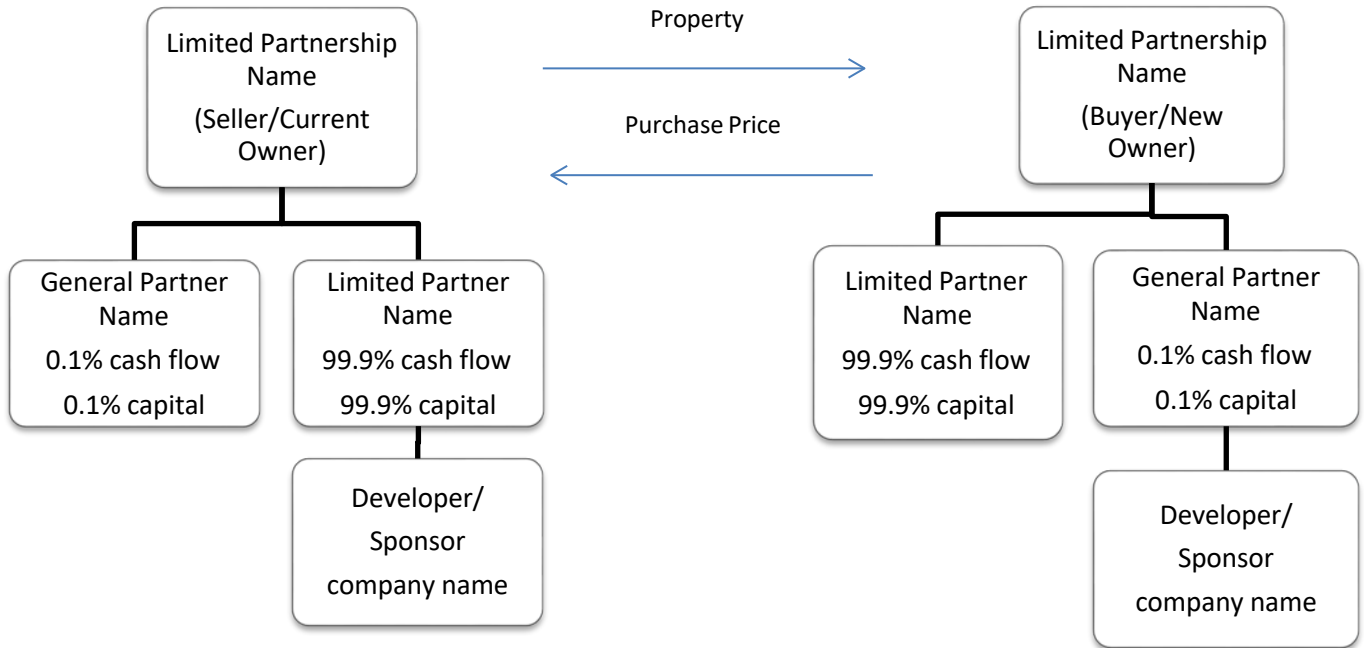 Limited Partnership
Name
(Seller/Current
Owner)
Property
Purchase Price
Limited Partnership
Name
(Buyer/New
Owner)
General Partner
Name
0.1% cash flow
0.1% capital
Limited Partner
Name
99.9% cash flow
99.9% capital
Limited Partner
Name
99.9% cash flow
99.9% capital
General Partner
Name
0.1% cash flow
0.1% capital
Developer/
Sponsor
company name
Developer/
Sponsor
company name